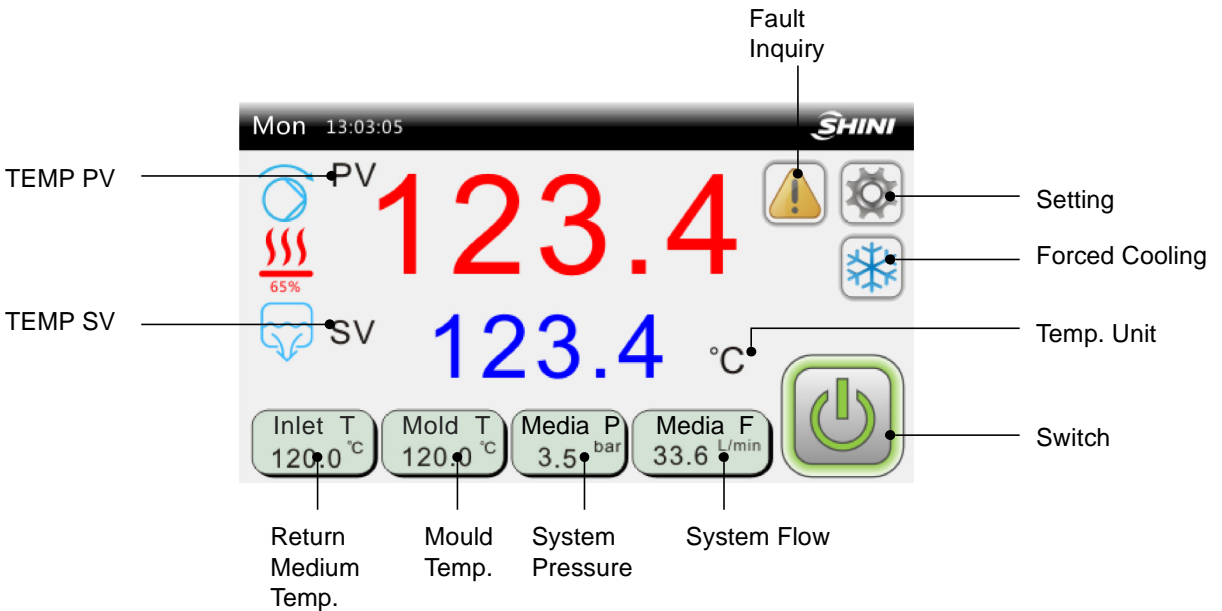 Fault
Inquiry
Mon 13:03:05
SHINI
TEMP PV
PV
123.4
Setting
65%
Forced Cooling
TEMP SV
SV
123.4
°C
Temp. Unit
Inlet T
120.0 °C
Mold T
120.0 °C
Media P
3.5 bar
Media F
33.6 L/min
Switch
Return
Medium
Temp.
Mould
Temp.
System
Pressure
System Flow